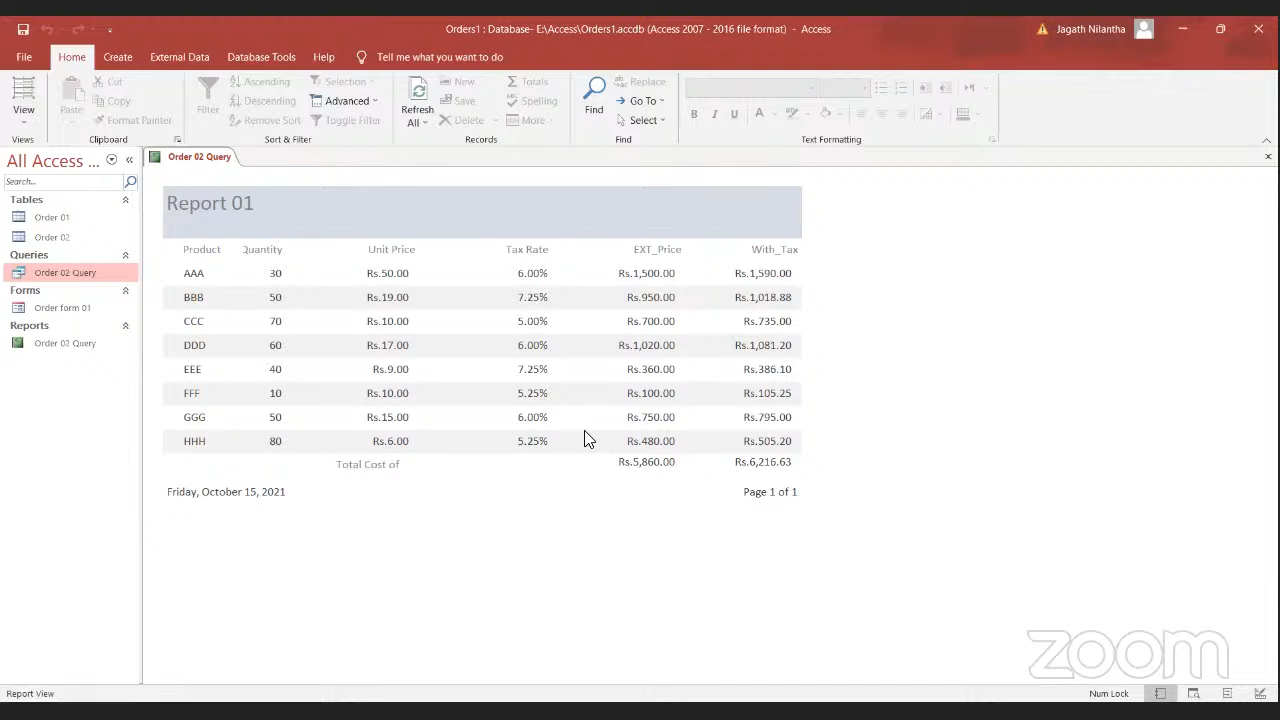 Orders1 : Database- E:\Access\Orders1.accdb (Access 2007 - 2016 file format) - Access
Jagath Nilantha
File Home Create External Data Database Tools Help Tell me what you want to do
View
Views
Paste
Cut
Copy
Format Painter
Clipboard
Filter
Ascending
Descending
Remove Sort
Selection
Advanced
Toggle Filter
Sort & Filter
Refresh
All
New
Save
Delete
Totals
Spelling
More
Records
Find
Replace
Go To
Select
Find
B I U
A
Text Formatting
All Access ...
Search...
Tables
Order 01
Order 02
Queries
Order 02 Query
Forms
Order form 01
Reports
Order 02 Query
Order 02 Query
Report 01
Product Quantity Unit Price Tax Rate EXT_Price With_Tax
AAA 30 Rs.50.00 6.00% Rs.1,500.00 Rs.1,590.00
BBB 50 Rs.19.00 7.25% Rs.950.00 Rs.1,018.88
CCC 70 Rs.10.00 5.00% Rs.700.00 Rs.735.00
DDD 60 Rs.17.00 6.00% Rs.1,020.00 Rs.1,081.20
EEE 40 Rs.9.00 7.25% Rs.360.00 Rs.386.10
FFF 10 Rs.10.00 5.25% Rs.100.00 Rs.105.25
GGG 50 Rs.15.00 6.00% Rs.750.00 Rs.795.00
HHH 80 Rs.6.00 5.25% Rs.480.00 Rs.505.20
Total Cost of Rs.5,860.00 Rs.6,216.63
Friday, October 15, 2021 Page 1 of 1
zoom
Report View
Num Lock